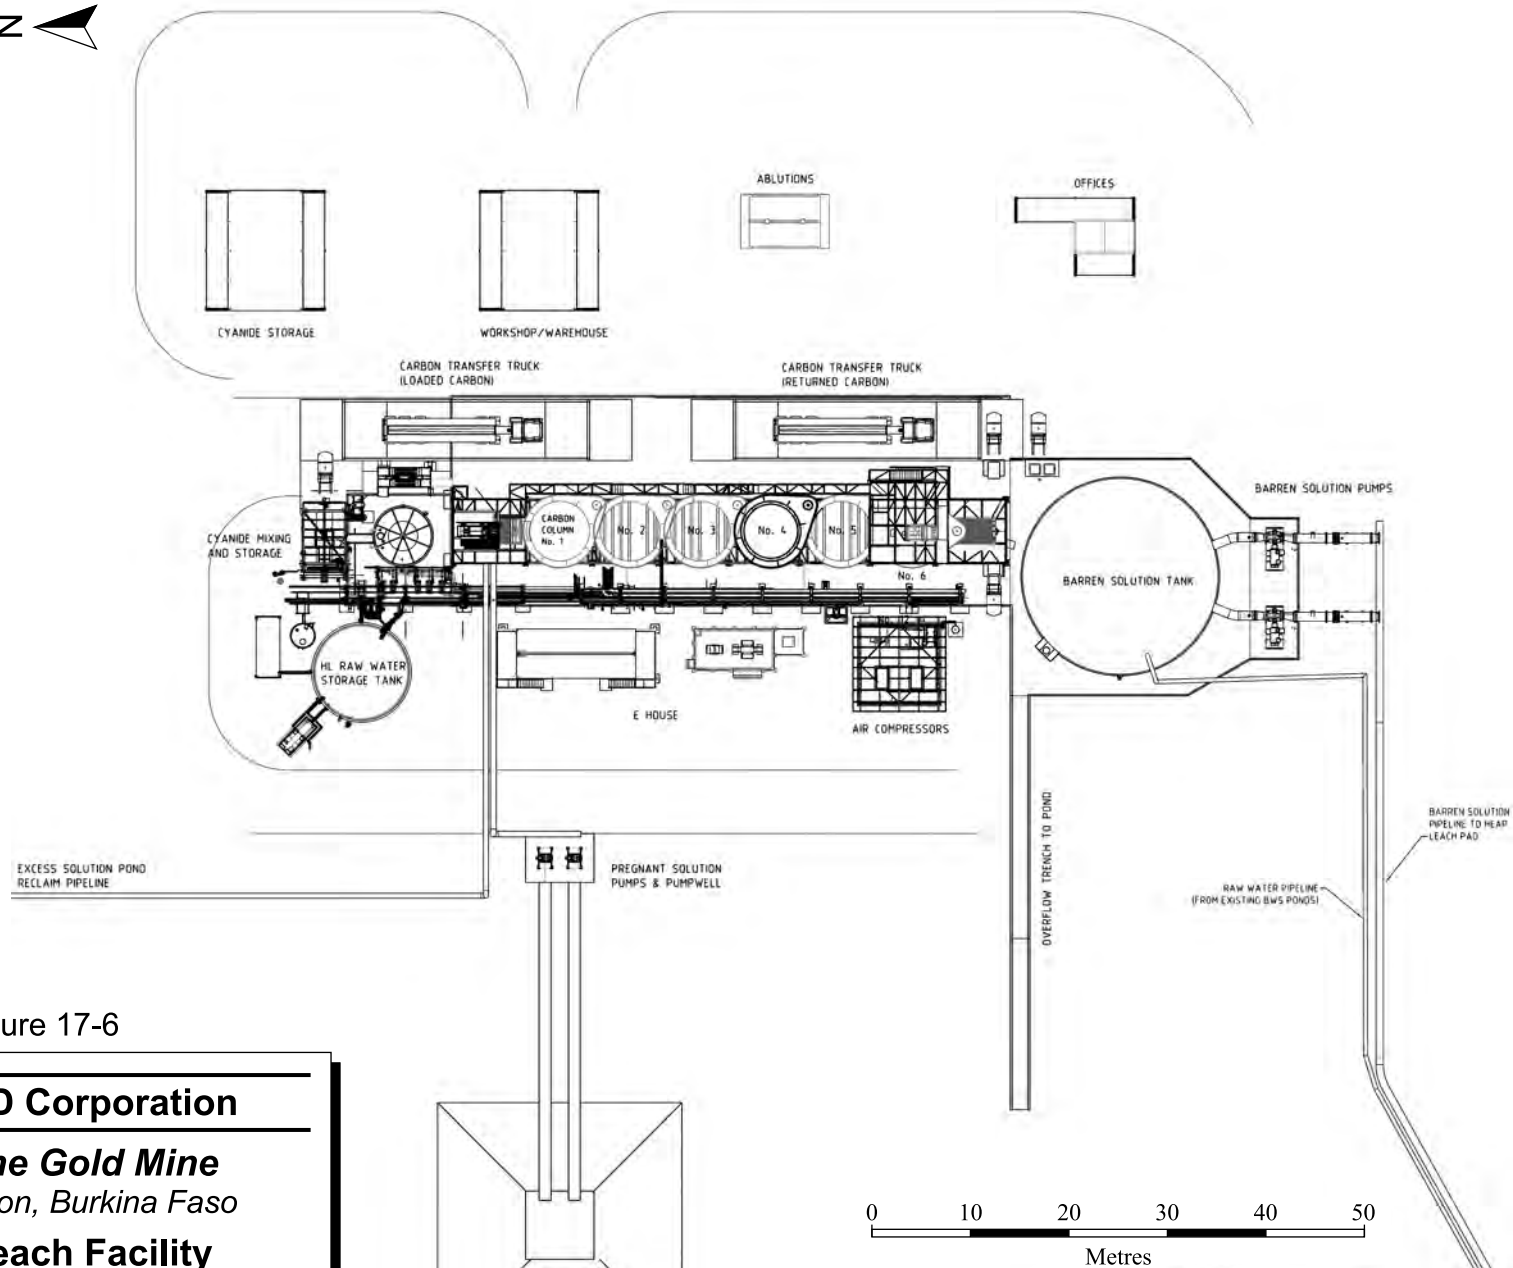 N
ABLUTIONS
OFFICES
CYANIDE STORAGE
WORKSHOP/WAREHOUSE
CARBON TRANSFER TRUCK
(LOADED CARBON)
CARBON TRANSFER TRUCK
(RETURNED CARBON)
BARREN SOLUTION PUMPS
CYANIDE MIXING
AND STORAGE
CARBON
COLUMN
No. 1
No. 2
No. 3
No. 4
No. 5
No. 6
BARREN SOLUTION TANK
HL RAW WATER
STORAGE TANK
E HOUSE
AIR COMPRESSORS
OVERFLOW TRENCH TO POND
BARREN SOLUTION
PIPELINE TO HEAP
LEACH PAD
EXCESS SOLUTION POND
RECLAIM PIPELINE
PREGNANT SOLUTION
PUMPS & PUMPWELL
RAW WATER PIPELINE
(FROM EXISTING BWS PONDS)
ure 17-6
Corporation
ne Gold Mine
on, Burkina Faso
each Facility
0 10 20 30 40 50
Metres